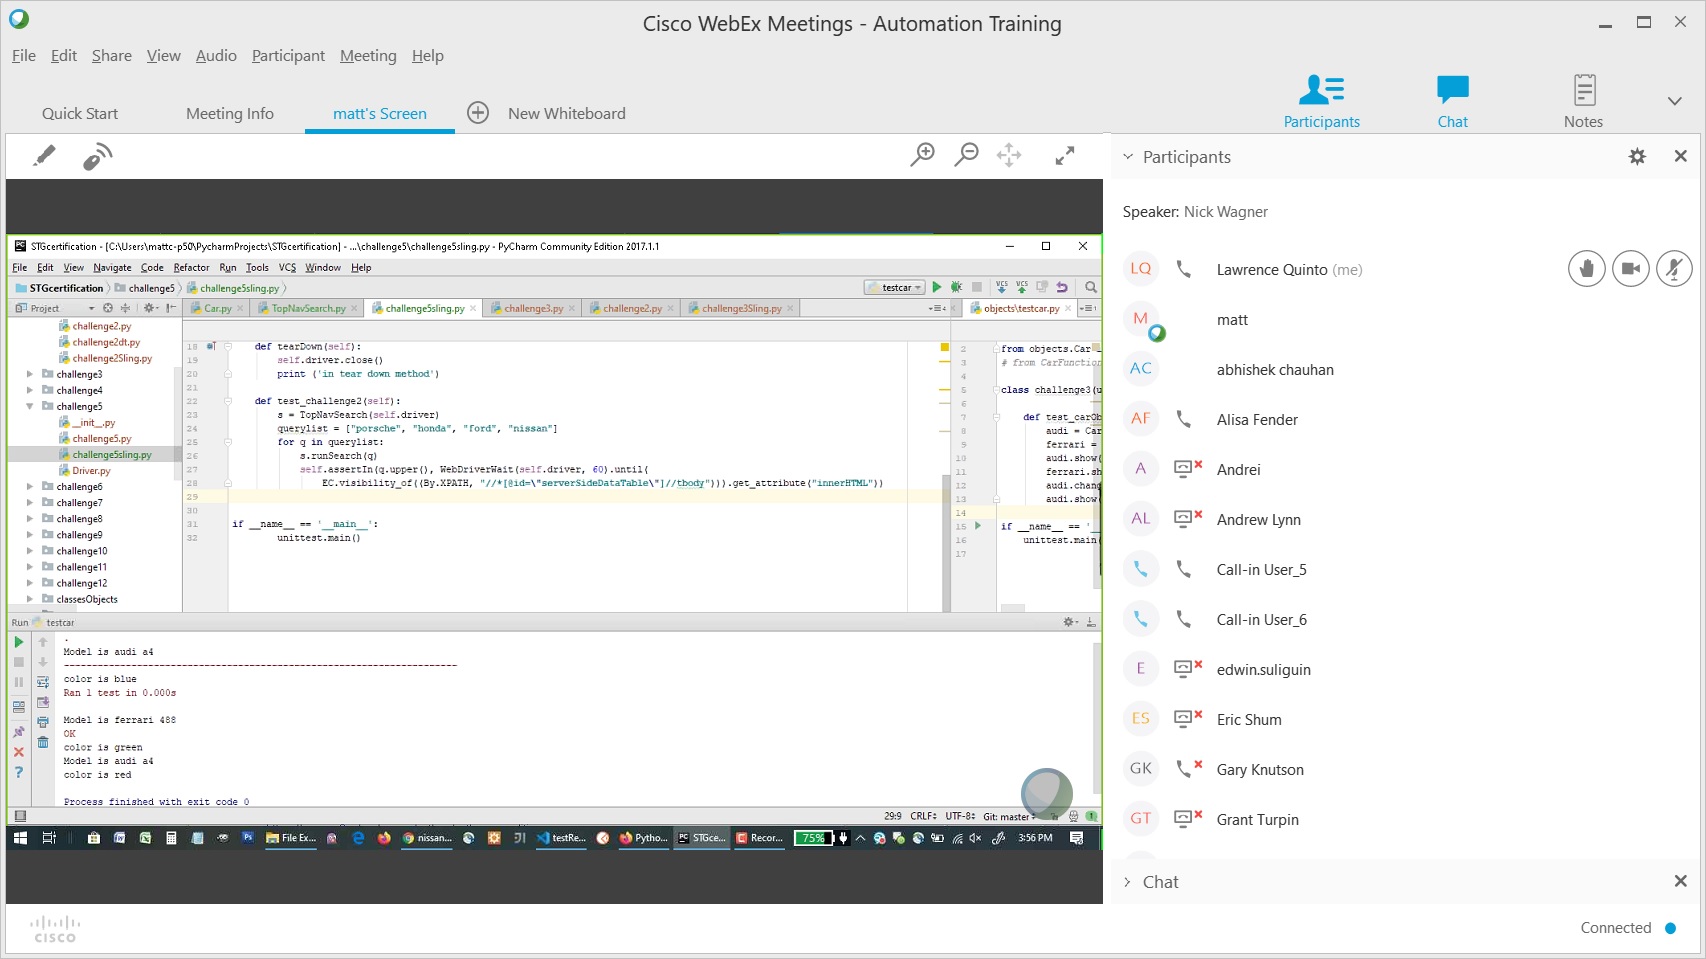 Cisco WebEx Meetings - Automation Training
File Edit Share View Audio Participant Meeting Help
Quick Start Meeting Info matt's Screen New Whiteboard
Participants Chat Notes
Participants
Speaker: Nick Wagner
LQ Lawrence Quinto (me)
M matt
AC abhishek chauhan
AF Alisa Fender
A Andrei
AL Andrew Lynn
Call-in User_5
Call-in User_6
E edwin.suliguin
ES Eric Shum
GK Gary Knutson
GT Grant Turpin
Chat
Connected
CISCO
PC STGcertification - [C:\Users\mattc-p50\PycharmProjects\STGcertification] - ...\challenge5\challenge5sling.py - PyCharm Community Edition 2017.1.1
File Edit View Navigate Code Refactor Run Tools VCS Window Help
STGcertification challenge5 challenge5sling.py testcar VCS VCS
Project Car.py TopNavSearch.py challenge5sling.py challenge3.py challenge2.py challenge3Sling.py objects\testcar.py
challenge2.py
challenge2dt.py
challenge2Sling.py
challenge3
challenge4
challenge5
__init__.py
challenge5.py
challenge5sling.py
Driver.py
challenge6
challenge7
challenge8
challenge9
challenge10
challenge11
challenge12
classesObjects
18 def tearDown(self):
19 self.driver.close()
20 print ('in tear down method')
21
22 def test_challenge2(self):
23 s = TopNavSearch(self.driver)
24 querylist = ["porsche", "honda", "ford", "nissan"]
25 for q in querylist:
26 s.runSearch(q)
27 self.assertIn(q.upper(), WebDriverWait(self.driver, 60).until(
28 EC.visibility_of((By.XPATH, "//*[@id=\"serverSideDataTable\"]//tbody"))).get_attribute("innerHTML"))
29
30
31 if __name__ == '__main__':
32 unittest.main()
2 from objects.Car
3 # from CarFunction
4
5 class challenge3(u
6
7 def test_carOb
8 audi = Car
9 ferrari =
10 audi.show(
11 ferrari.sh
12 audi.chang
13 audi.show(
14
15 if __name__ == '_
16 unittest.main(
17
Run testcar
.
Model is audi a4
----------------------------------------------------------------------
color is blue
Ran 1 test in 0.000s
Model is ferrari 488
OK
color is green
Model is audi a4
color is red
Process finished with exit code 0
29:9 CRLF UTF-8 Git: master
File Ex... nissan... testRe... Pytho... STGce... Recor... 75% 3:56 PM